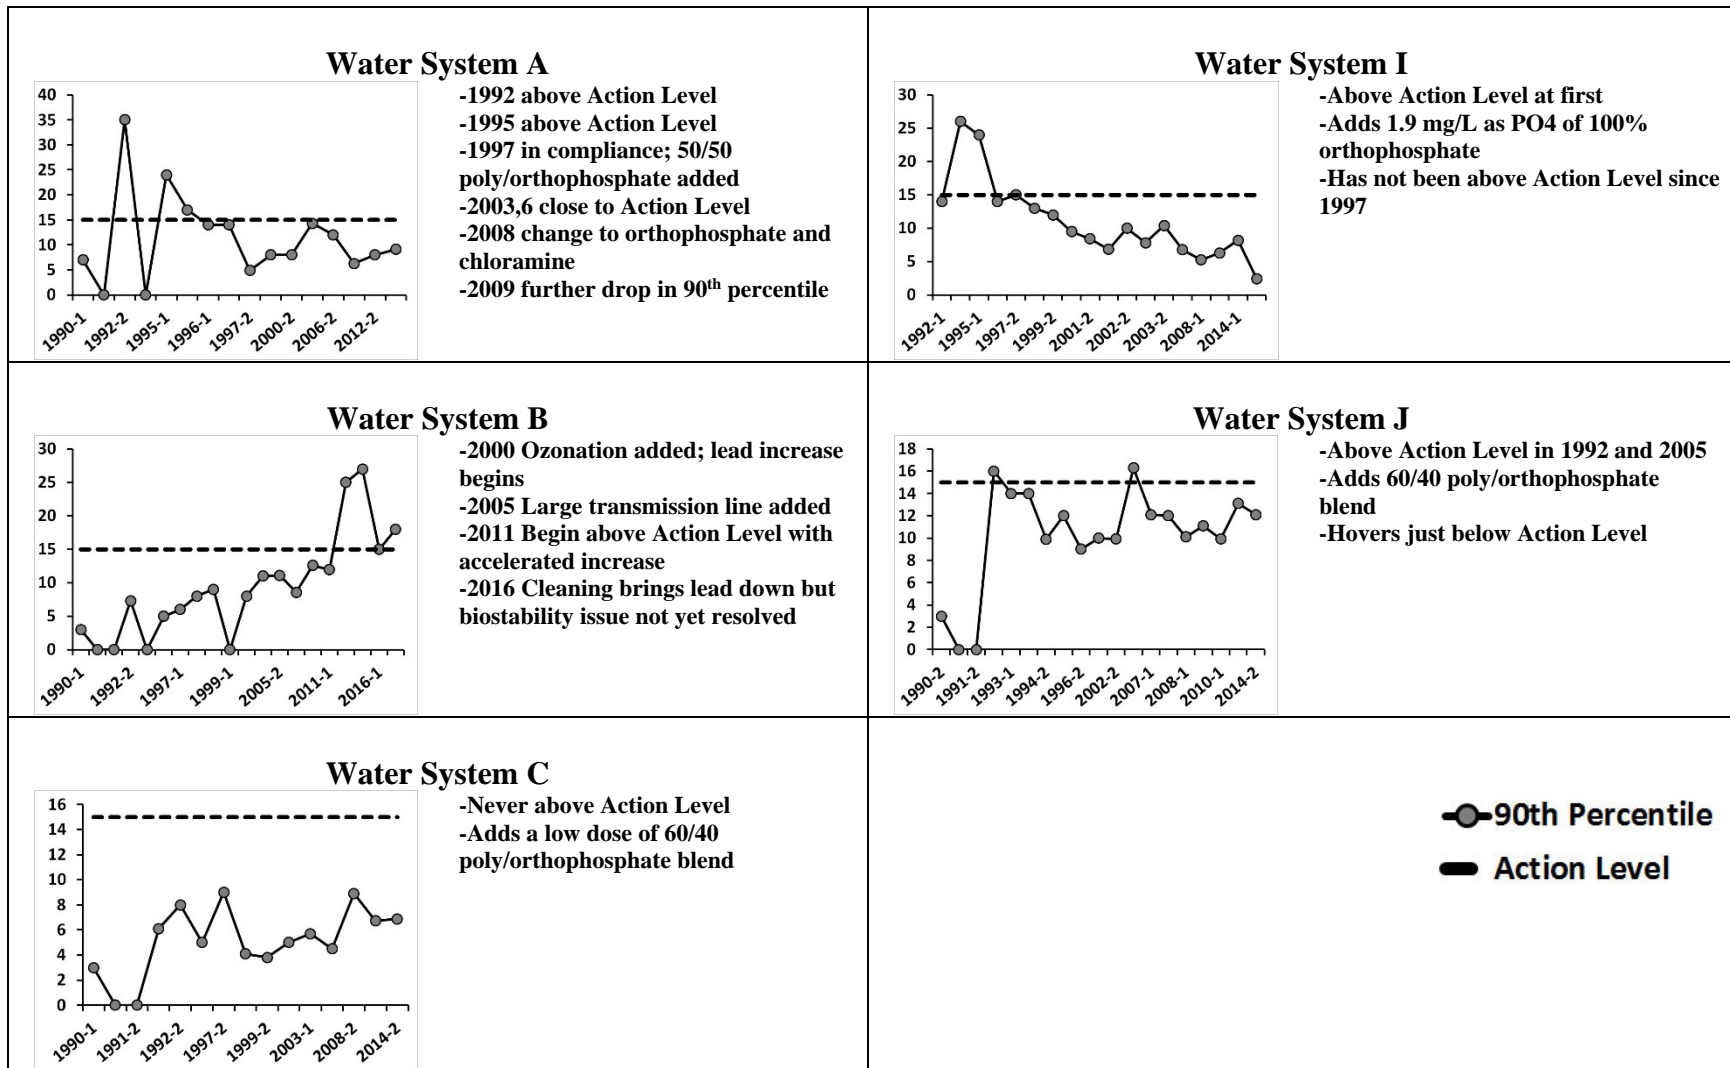 Water System A
40
35
30
25
20
15
10
5
0
1990-1
1992-2
1995-1
1996-1
1997-2
2000-2
2006-2
2012-2
-1992 above Action Level
-1995 above Action Level
-1997 in compliance; 50/50
poly/orthophosphate added
-2003,6 close to Action Level
-2008 change to orthophosphate and
chloramine
-2009 further drop in 90th percentile
Water System I
30
25
20
15
10
5
0
1992-1
1995-1
1997-2
1999-2
2001-2
2002-2
2003-2
2008-1
2014-1
-Above Action Level at first
-Adds 1.9 mg/L as PO4 of 100%
orthophosphate
-Has not been above Action Level since
1997
Water System B
30
25
20
15
10
5
0
1990-1
1992-2
1997-1
1999-1
2005-2
2011-1
2016-1
-2000 Ozonation added; lead increase
begins
-2005 Large transmission line added
-2011 Begin above Action Level with
accelerated increase
-2016 Cleaning brings lead down but
biostability issue not yet resolved
Water System J
18
16
14
12
10
8
6
4
2
0
1990-2
1991-2
1993-1
1994-2
1996-2
2002-2
2007-1
2008-1
2010-1
2014-2
-Above Action Level in 1992 and 2005
-Adds 60/40 poly/orthophosphate
blend
-Hovers just below Action Level
Water System C
16
14
12
10
8
6
4
2
0
1990-1
1991-2
1992-2
1997-2
1999-2
2003-1
2008-2
2014-2
-Never above Action Level
-Adds a low dose of 60/40
poly/orthophosphate blend
90th Percentile
Action Level